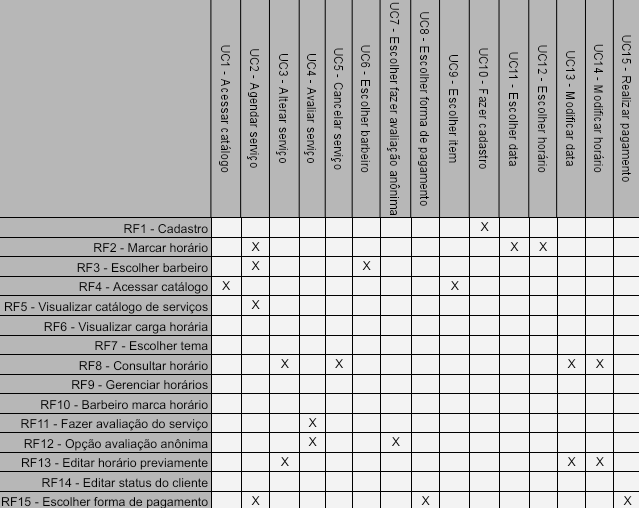 UC1 - Acessar catálogo
UC2 - Agendar serviço
UC3 - Alterar serviço
UC4 - Avaliar serviço
UC5 - Cancelar serviço
UC6 - Escolher barbeiro
UC7 - Escolher fazer avaliação anônima
UC8 - Escolher forma de pagamento
UC9 - Escolher item
UC10 - Fazer cadastro
UC11 - Escolher data
UC12 - Escolher horário
UC13 - Modificar data
UC14 - Modificar horário
UC15 - Realizar pagamento
RF1 - Cadastro X
RF2 - Marcar horário X X X
RF3 - Escolher barbeiro X X
RF4 - Acessar catálogo X X
RF5 - Visualizar catálogo de serviços X
RF6 - Visualizar carga horária
RF7 - Escolher tema
RF8 - Consultar horário X X X X
RF9 - Gerenciar horários
RF10 - Barbeiro marca horário
RF11 - Fazer avaliação do serviço X
RF12 - Opção avaliação anônima X X
RF13 - Editar horário previamente X X X
RF14 - Editar status do cliente
RF15 - Escolher forma de pagamento X X X